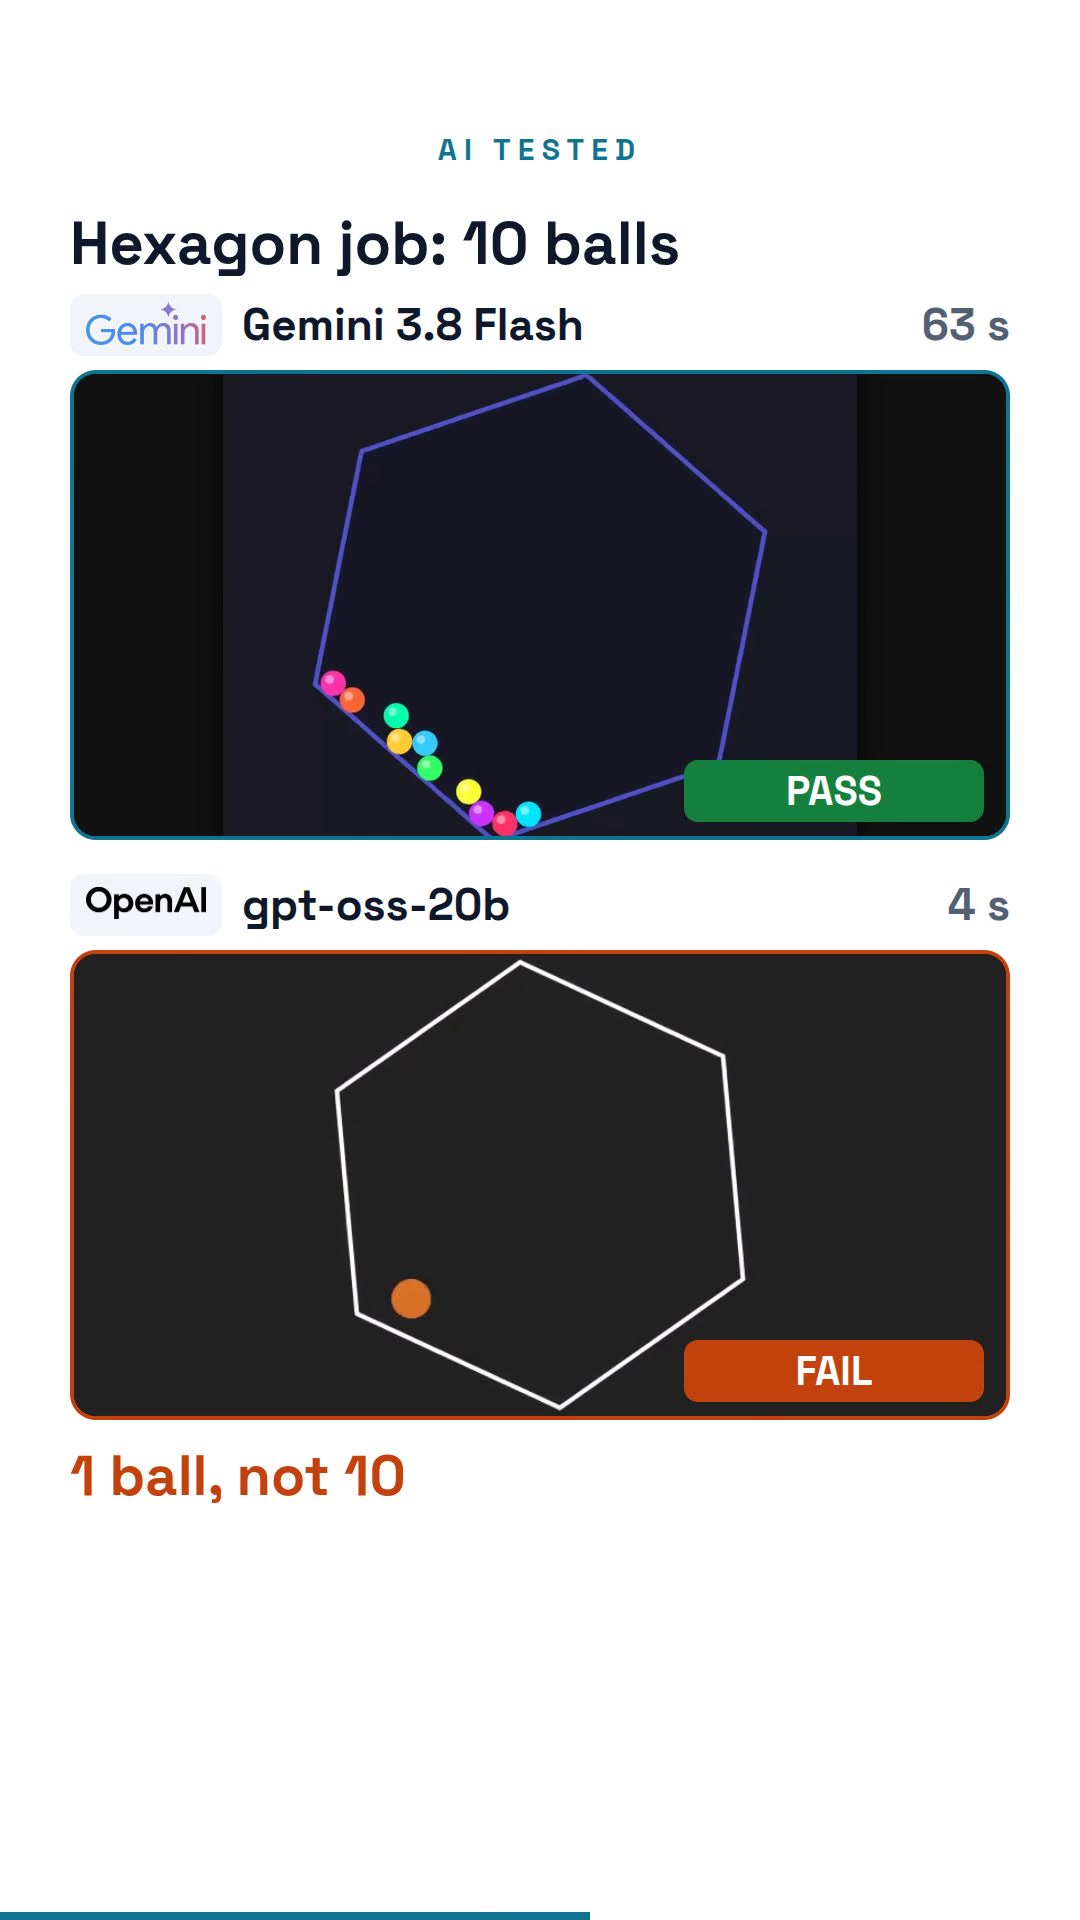 AI TESTED
Hexagon job: 10 balls
Gemini Gemini 3.8 Flash 63 s
PASS
OpenAI gpt-oss-20b 4 s
FAIL
1 ball, not 10